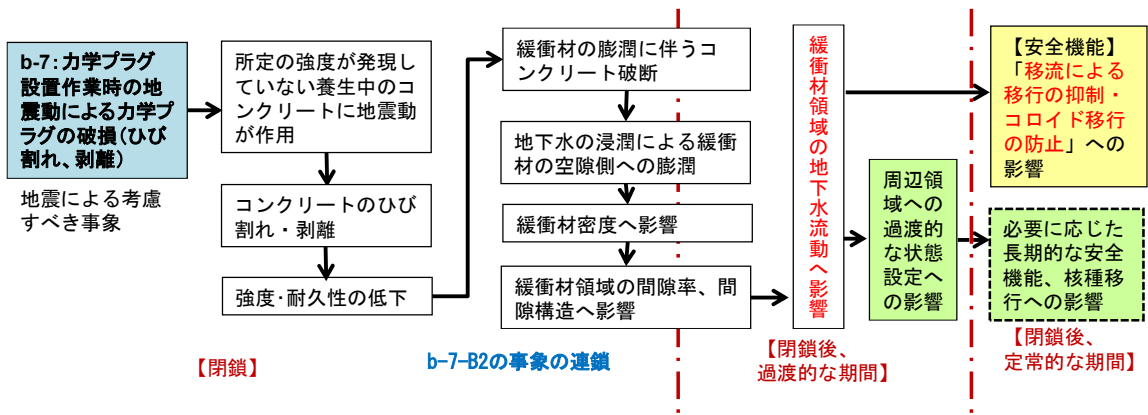 b-7：力学プラグ
設置作業時の地
震動による力学プ
ラグの破損（ひび
割れ、剥離）
地震による考慮
すべき事象
所定の強度が発現し
ていない養生中のコ
ンクリートに地震動
が作用
コンクリートのひび
割れ・剥離
強度・耐久性の低下
緩衝材の膨潤に伴うコ
ンクリート破断
地下水の浸潤による緩衝
材の空隙側への膨潤
緩衝材密度へ影響
緩衝材領域の間隙率、間
隙構造へ影響
緩衝材領域の地下水流動へ影響
周辺領
域への
過渡的
な状態
設定へ
の影響
【安全機能】
「移流による
移行の抑制・
コロイド移行
の防止」への
影響
必要に応じた
長期的な安全
機能、核種移
行への影響
【閉鎖】
b-7-B2の事象の連鎖
【閉鎖後、
過渡的な期間】
【閉鎖後、
定常的な期間】